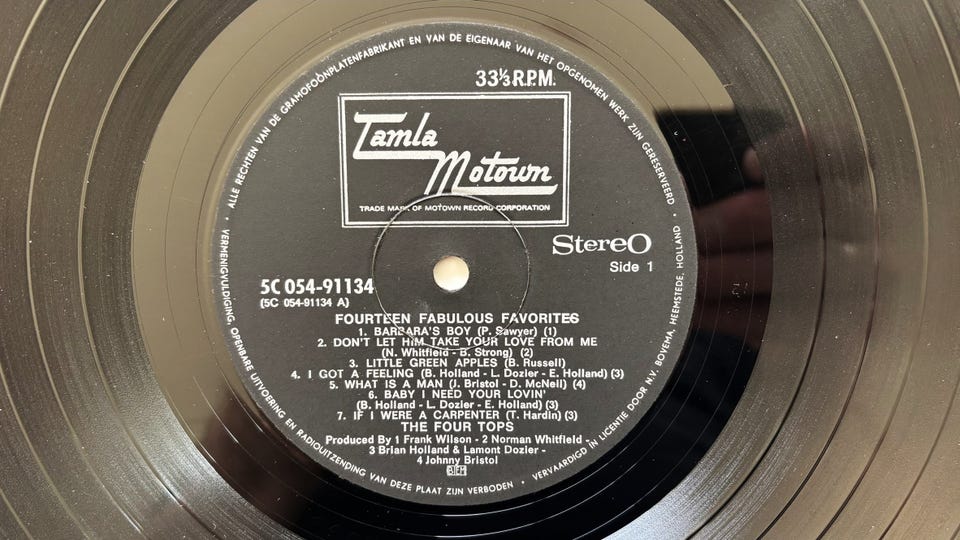 ALLE RECHTEN VAN DE GRAMOFOONPLATENFABRIKANT EN VAN DE EIGENAAR VAN HET OPGENOMEN WERK ZIJN GERESERVEERD •
33⅓ R.P.M.
Tamla
Motown
TRADE MARK OF MOTOWN RECORD CORPORATION
Stereo
Side 1
5C 054-91134
(5C 054-91134 A)
FOURTEEN FABULOUS FAVORITES
1. BARBARA'S BOY (P. Sawyer) (1)
2. DON'T LET HIM TAKE YOUR LOVE FROM ME
(N. Whitfield - B. Strong) (2)
3. LITTLE GREEN APPLES (B. Russell)
4. I GOT A FEELING (B. Holland - L. Dozier - E. Holland) (3)
5. WHAT IS A MAN (J. Bristol - D. McNeil) (4)
6. BABY I NEED YOUR LOVIN'
(B. Holland - L. Dozier - E. Holland) (3)
7. IF I WERE A CARPENTER (T. Hardin) (3)
THE FOUR TOPS
Produced By 1 Frank Wilson - 2 Norman Whitfield -
3 Brian Holland & Lamont Dozier -
4 Johnny Bristol
BIEM
VERMENIGVULDIGING, OPENBARE UITVOERING EN RADIOUITZENDING VAN DEZE PLAAT ZIJN VERBODEN •
VERVAARDIGD IN LICENTIE DOOR N.V. BOVEMA, HEEMSTEDE, HOLLAND •